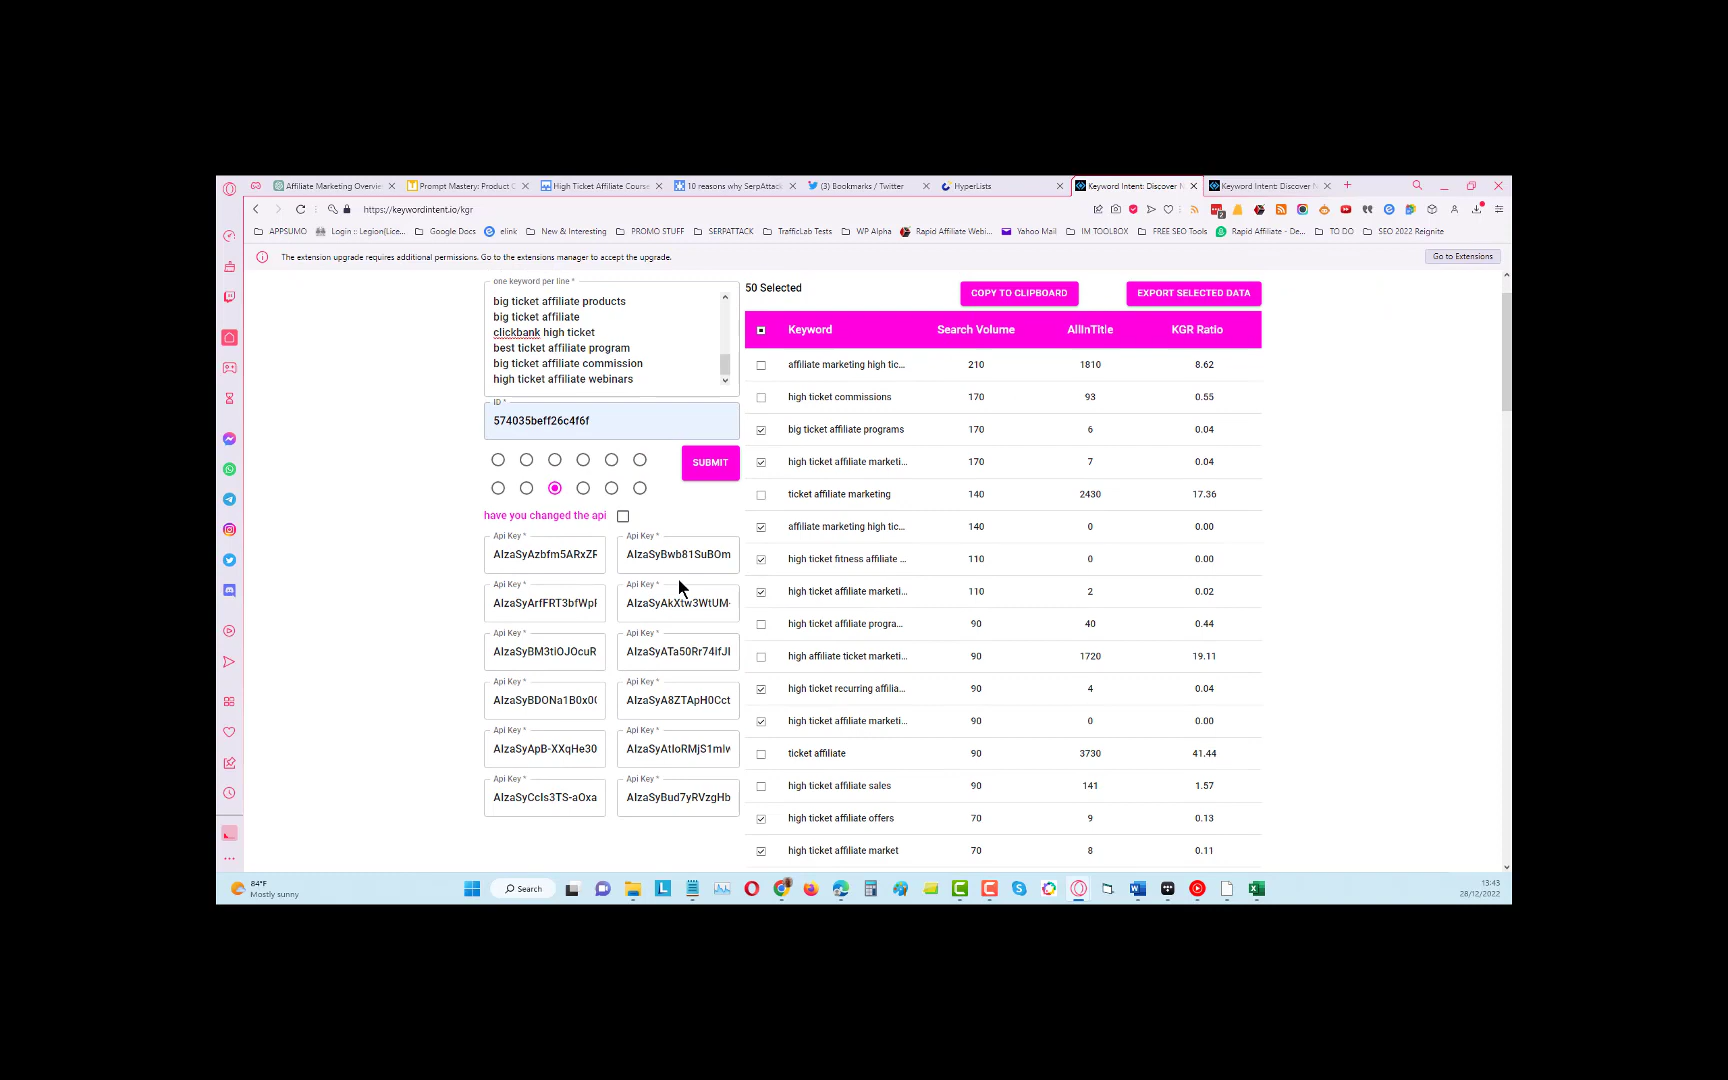 Affiliate Marketing Overvie
Prompt Mastery: Product C
High Ticket Affiliate Course
10 reasons why SerpAttack
(3) Bookmarks / Twitter
HyperLists
Keyword Intent: Discover N
Keyword Intent: Discover N
https://keywordintent.io/kgr
APPSUMO
Login :: Legion{Lice...
Google Docs
elink
New & Interesting
PROMO STUFF
SERPATTACK
TrafficLab Tests
WP Alpha
Rapid Affiliate Webi...
Yahoo Mail
IM TOOLBOX
FREE SEO Tools
Rapid Affiliate - De...
TO DO
SEO 2022 Reignite
The extension upgrade requires additional permissions. Go to the extensions manager to accept the upgrade.
Go to Extensions
one keyword per line *
big ticket affiliate products
big ticket affiliate
clickbank high ticket
best ticket affiliate program
big ticket affiliate commission
high ticket affiliate webinars
ID *
574035beff26c4f6f
SUBMIT
have you changed the api
Api Key * Api Key *
AIzaSyAzbfm5ARxZF AIzaSyBwb81SuBOm
Api Key * Api Key *
AIzaSyArfFRT3bfWpF AIzaSyAkXtw3WtUM-
Api Key * Api Key *
AIzaSyBM3tiOJOcuR AIzaSyATa50Rr74ifJI
Api Key * Api Key *
AIzaSyBDONa1B0x0( AIzaSyA8ZTApH0Cct
Api Key * Api Key *
AIzaSyApB-XXqHe30 AIzaSyAtIoRMjS1mlv
Api Key * Api Key *
AIzaSyCcIs3TS-aOxa AIzaSyBud7yRVzgHb
50 Selected
COPY TO CLIPBOARD
EXPORT SELECTED DATA
Keyword Search Volume AllInTitle KGR Ratio
affiliate marketing high tic... 210 1810 8.62
high ticket commissions 170 93 0.55
big ticket affiliate programs 170 6 0.04
high ticket affiliate marketi... 170 7 0.04
ticket affiliate marketing 140 2430 17.36
affiliate marketing high tic... 140 0 0.00
high ticket fitness affiliate ... 110 0 0.00
high ticket affiliate marketi... 110 2 0.02
high ticket affiliate progra... 90 40 0.44
high affiliate ticket marketi... 90 1720 19.11
high ticket recurring affilia... 90 4 0.04
high ticket affiliate marketi... 90 0 0.00
ticket affiliate 90 3730 41.44
high ticket affiliate sales 90 141 1.57
high ticket affiliate offers 70 9 0.13
high ticket affiliate market 70 8 0.11
84°F
Mostly sunny
Search
13:43
28/12/2022